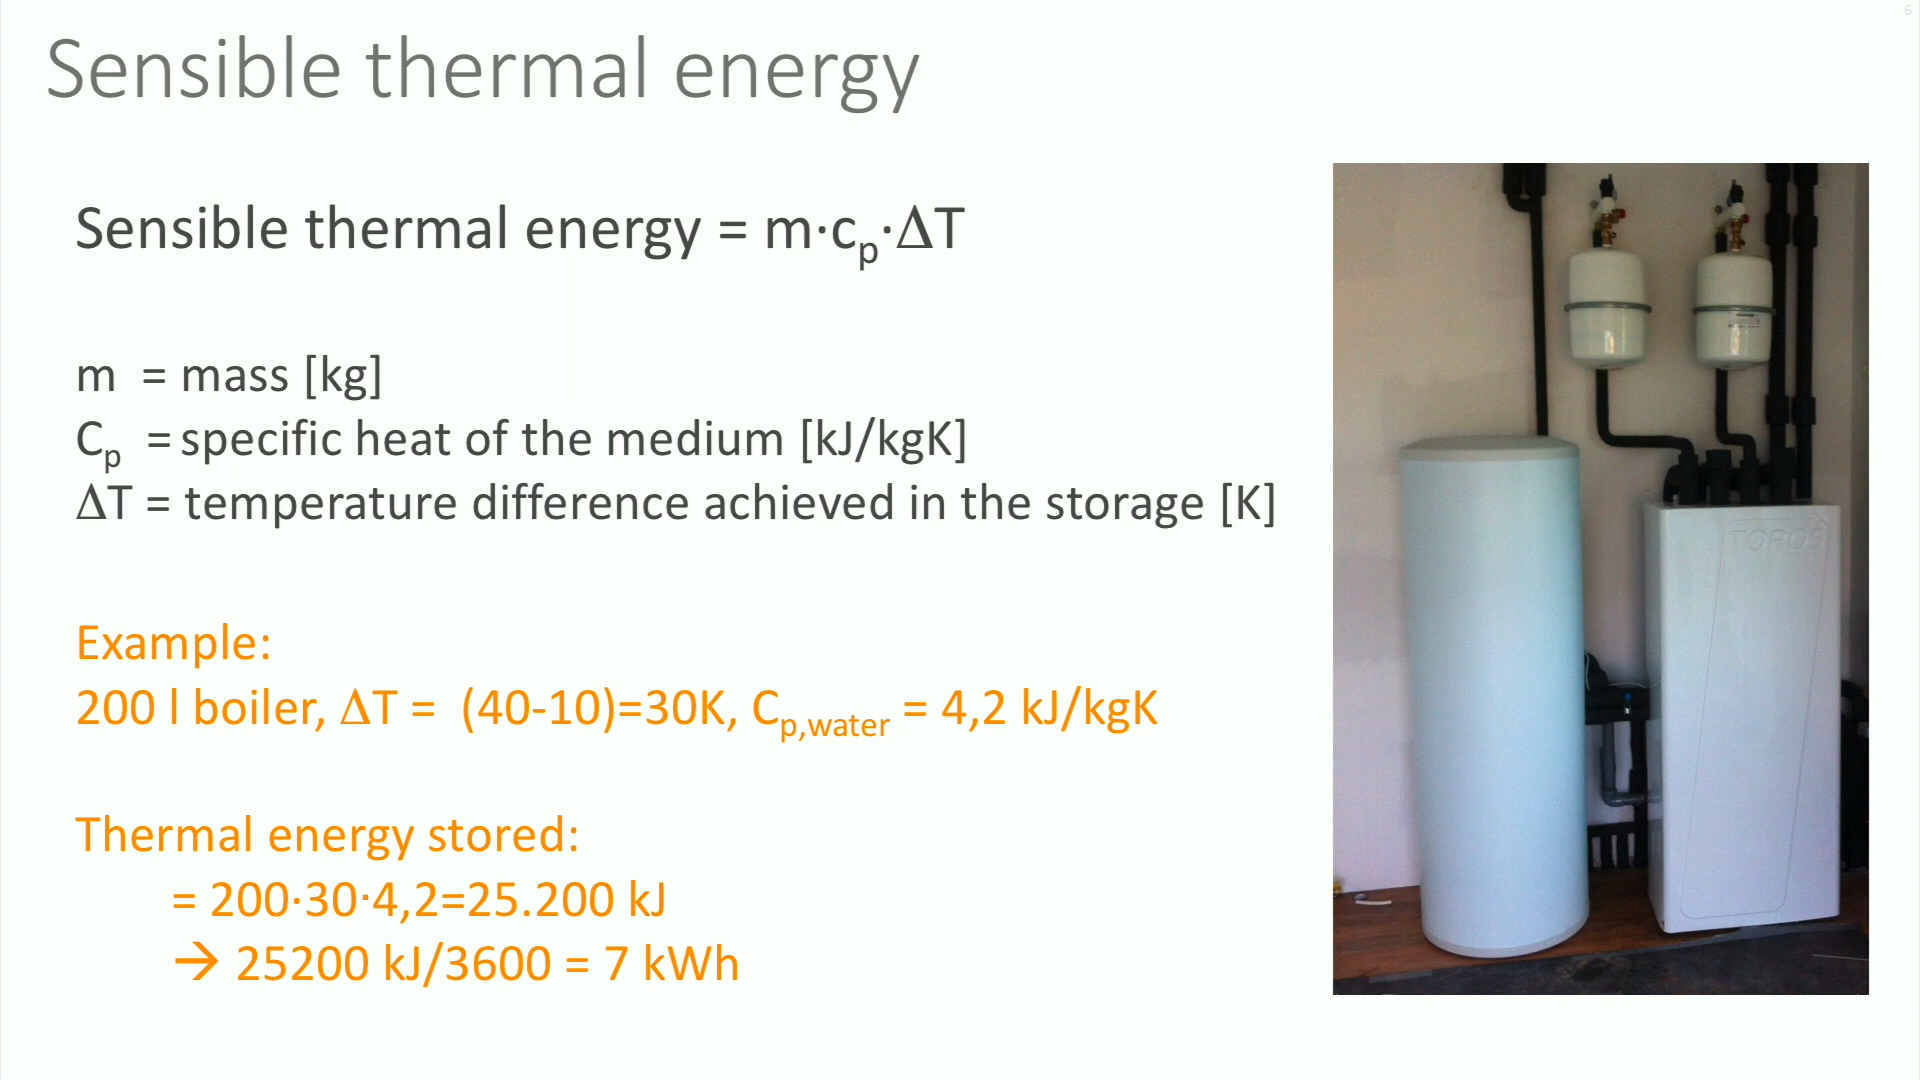 6
Sensible thermal energy
Sensible thermal energy = m·cp·ΔT
m = mass [kg]
Cp = specific heat of the medium [kJ/kgK]
ΔT = temperature difference achieved in the storage [K]
Example:
200 l boiler, ΔT = (40-10)=30K, Cp,water = 4,2 kJ/kgK
Thermal energy stored:
= 200·30·4,2=25.200 kJ
→ 25200 kJ/3600 = 7 kWh
TOROS